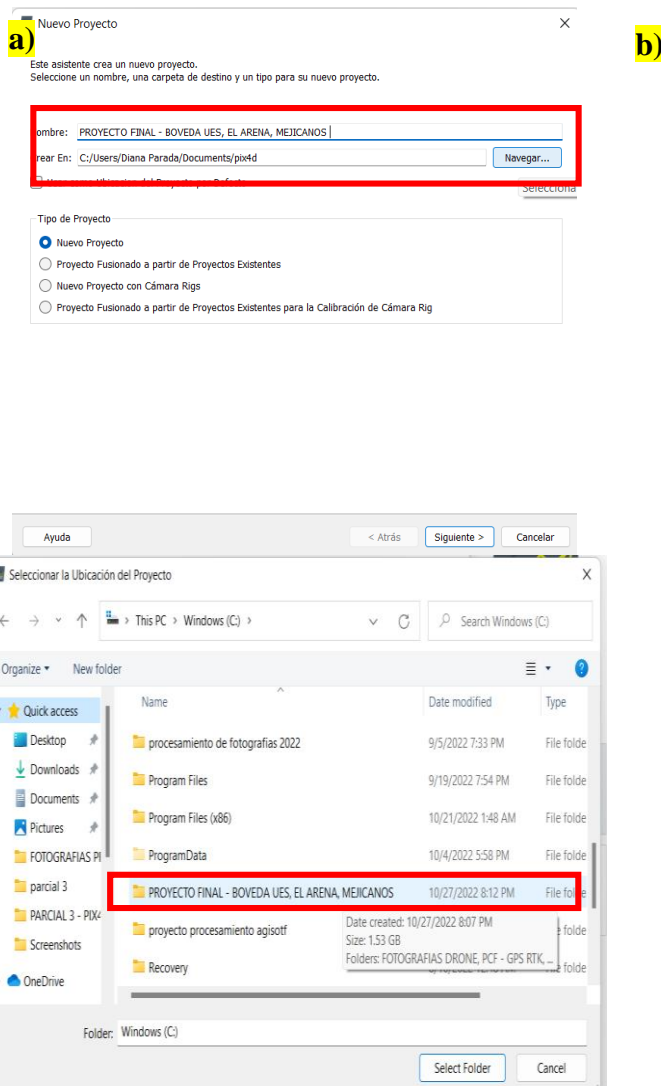 Nuevo Proyecto
a)
b)
Este asistente crea un nuevo proyecto.
Seleccione un nombre, una carpeta de destino y un tipo para su nuevo proyecto.
ombre: PROYECTO FINAL - BOVEDA UES, EL ARENA, MEJICANOS
rear En: C:/Users/Diana Parada/Documents/pix4d
Navegar...
Selecciona
Tipo de Proyecto
Nuevo Proyecto
Proyecto Fusionado a partir de Proyectos Existentes
Nuevo Proyecto con Cámara Rigs
Proyecto Fusionado a partir de Proyectos Existentes para la Calibración de Cámara Rig
Ayuda
< Atrás
Siguiente >
Cancelar
Seleccionar la Ubicación del Proyecto
This PC > Windows (C:) >
Search Windows (C:)
Organize
New folder
Name Date modified Type
Quick access
Desktop
Downloads
Documents
Pictures
FOTOGRAFIAS PI
parcial 3
PARCIAL 3 - PIX4
Screenshots
OneDrive
procesamiento de fotografias 2022 9/5/2022 7:33 PM File folde
Program Files 9/19/2022 7:54 PM File folde
Program Files (x86) 10/21/2022 1:48 AM File folde
ProgramData 10/4/2022 5:58 PM File folde
PROYECTO FINAL - BOVEDA UES, EL ARENA, MEJICANOS 10/27/2022 8:12 PM File folde
proyecto procesamiento agisotf folde
Recovery folde
Date created: 10/27/2022 8:07 PM
Size: 1.53 GB
Folders: FOTOGRAFIAS DRONE, PCF - GPS RTK, ...
Folder: Windows (C:)
Select Folder
Cancel